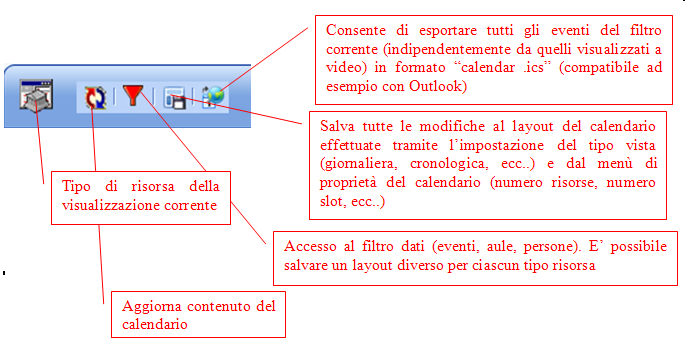 Consente di esportare tutti gli eventi del filtro
corrente (indipendentemente da quelli visualizzati a
video) in formato “calendar .ics” (compatibile ad
esempio con Outlook)
Salva tutte le modifiche al layout del calendario
effettuate tramite l’impostazione del tipo vista
(giornaliera, cronologica, ecc..) e dal menù di
proprietà del calendario (numero risorse, numero
slot, ecc..)
Tipo di risorsa della
visualizzazione corrente
Accesso al filtro dati (eventi, aule, persone). E’ possibile
salvare un layout diverso per ciascun tipo risorsa
Aggiorna contenuto del
calendario